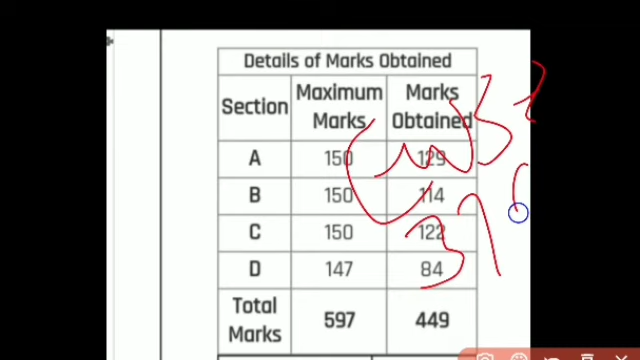 Details of Marks Obtained
Section Maximum Marks Marks Obtained
A 150 129
B 150 114
C 150 122
D 147 84
Total Marks 597 449